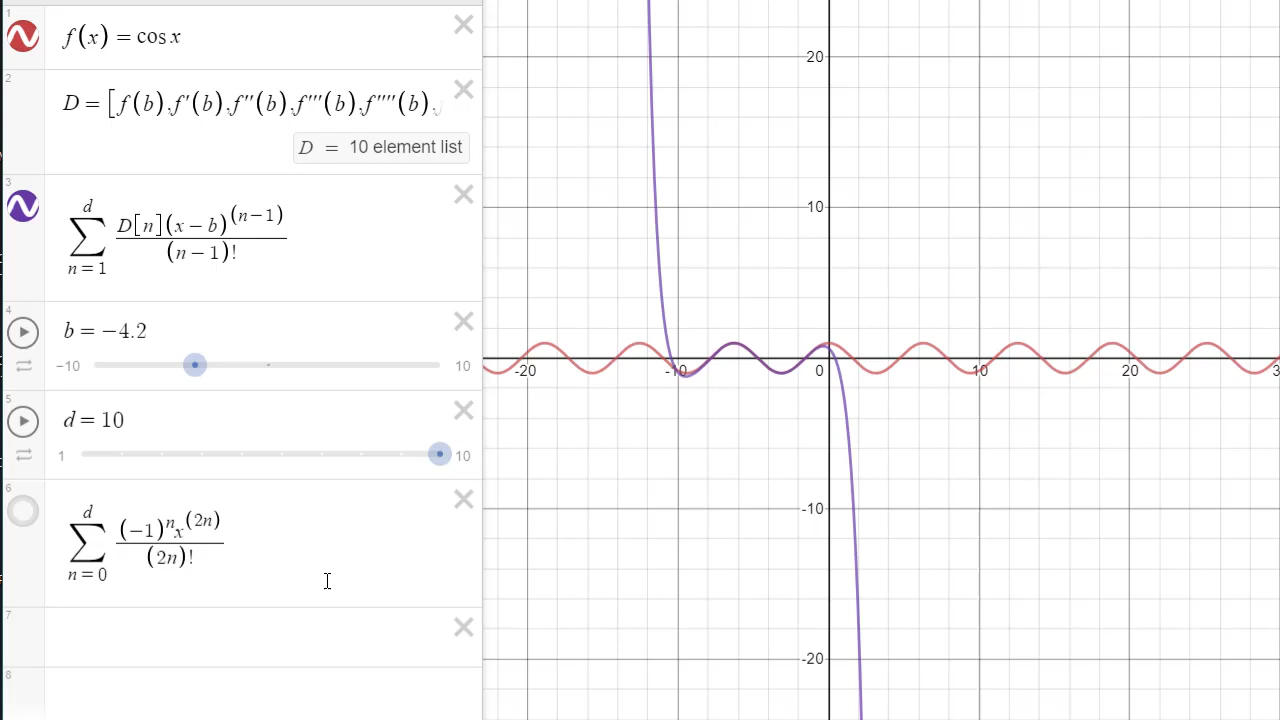 1
f(x) = cos x
2
D = [f(b), f'(b), f''(b), f'''(b), f''''(b),
D = 10 element list
3
d
∑ D[n](x − b)^(n−1) / (n − 1)!
n = 1
4
b = −4.2
−10
10
5
d = 10
1
10
6
d
∑ (−1)^n x^(2n) / (2n)!
n = 0
7
8
20
10
-20
-10
0
10
20
3
-10
-20